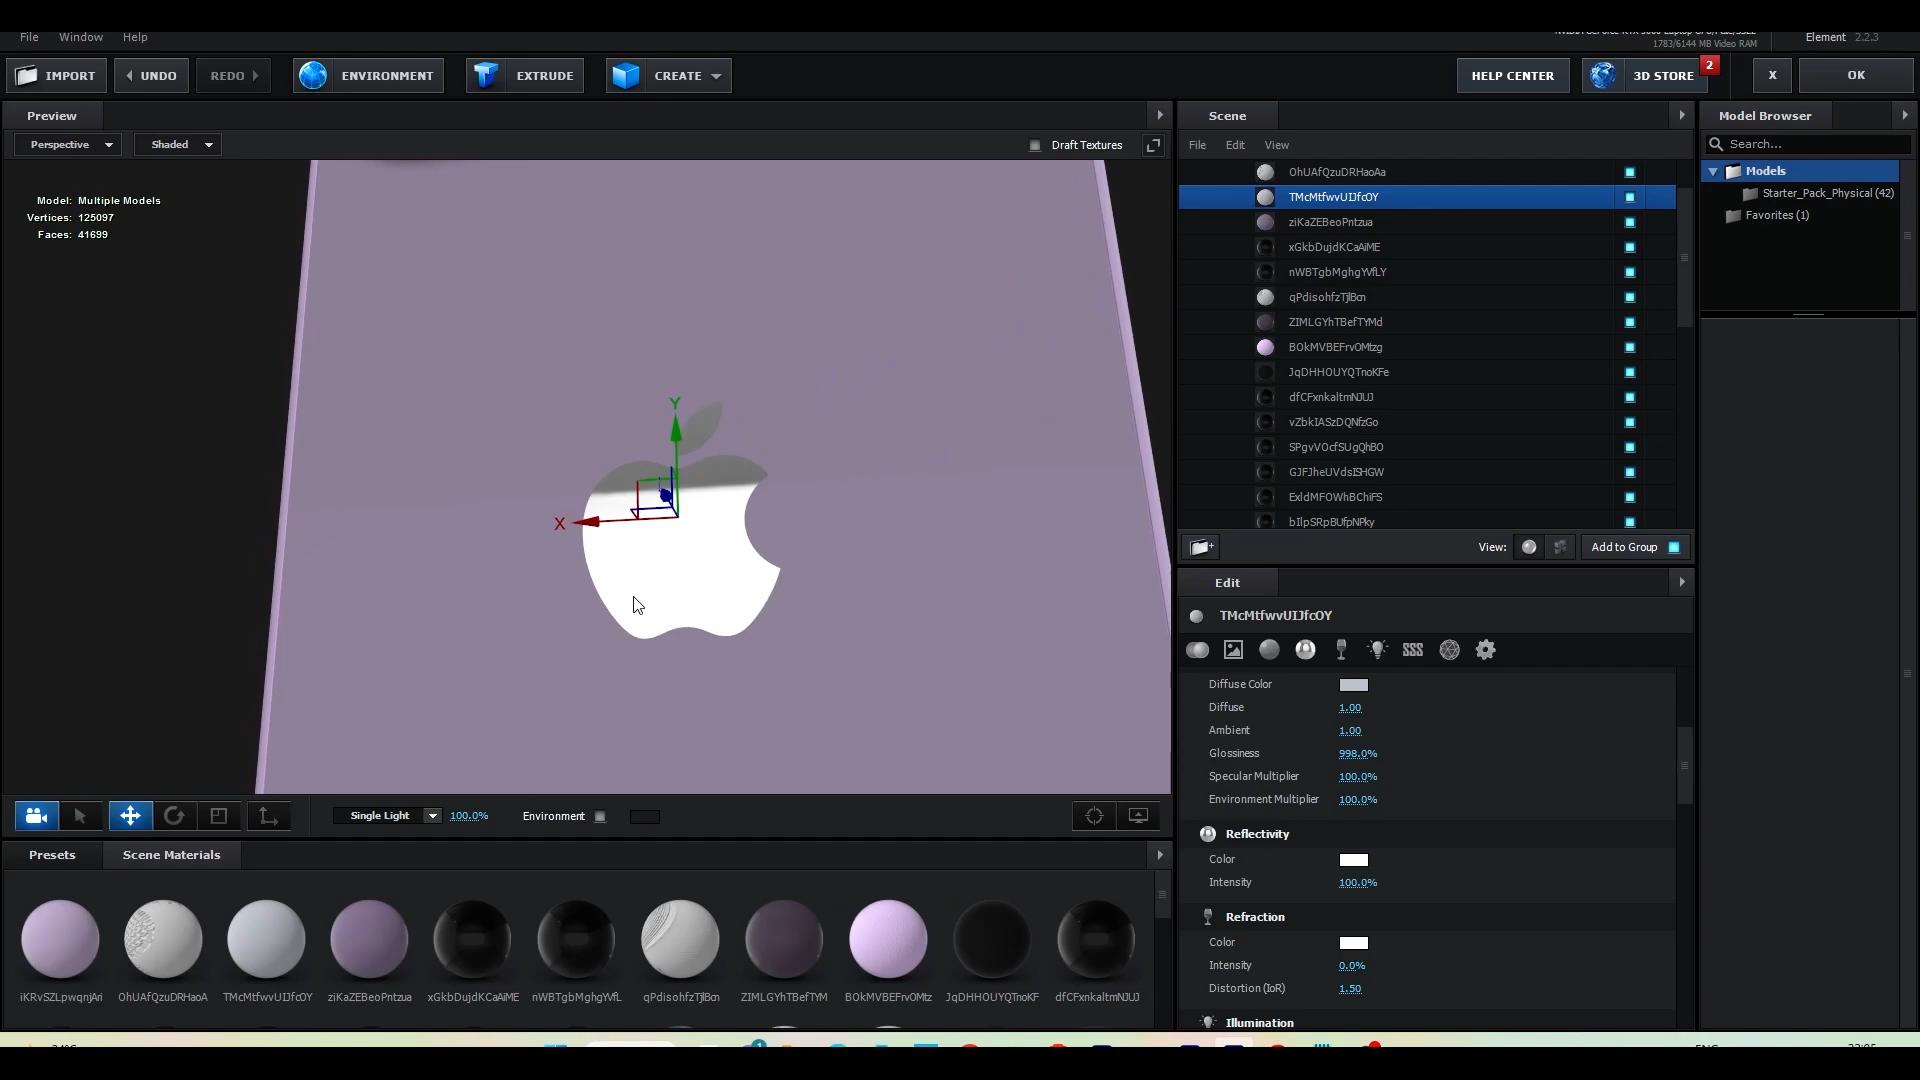 File Window Help
1783/6144 MB Video RAM
Element 2.2.3
IMPORT UNDO REDO ENVIRONMENT EXTRUDE CREATE HELP CENTER 3D STORE 2 X OK
Preview
Perspective Shaded Draft Textures
Model: Multiple Models
Vertices: 125097
Faces: 41699
Y
X
Single Light 100.0% Environment
Presets Scene Materials
iKRvSZLpwqnjAri OhUAfQzuDRHaoA TMcMtfwvUIJfcOY ziKaZEBeoPntzua xGkbDujdKCaAiME nWBTgbMghgYVfL qPdisohfzTjlBcn ZIMLGYhTBefTYM BOkMVBEFrvOMtz JqDHHOUYQTnoKF dfCFxnkaltmNJUJ
Scene
File Edit View
OhUAfQzuDRHaoAa
TMcMtfwvUIJfcOY
ziKaZEBeoPntzua
xGkbDujdKCaAiME
nWBTgbMghgYVfLY
qPdisohfzTjlBcn
ZIMLGYhTBefTYMd
BOkMVBEFrvOMtzg
JqDHHOUYQTnoKFe
dfCFxnkaltmNJUJ
vZbkIASzDQNfzGo
SPgvVOcfSUgQhBO
GJFJheUVdsISHGW
ExldMFOWhBChiFS
bIlpSRpBUfpNPky
View: Add to Group
Edit
TMcMtfwvUIJfcOY
Diffuse Color
Diffuse 1.00
Ambient 1.00
Glossiness 998.0%
Specular Multiplier 100.0%
Environment Multiplier 100.0%
Reflectivity
Color
Intensity 100.0%
Refraction
Color
Intensity 0.0%
Distortion (IoR) 1.50
Illumination
Model Browser
Search...
Models
Starter_Pack_Physical (42)
Favorites (1)